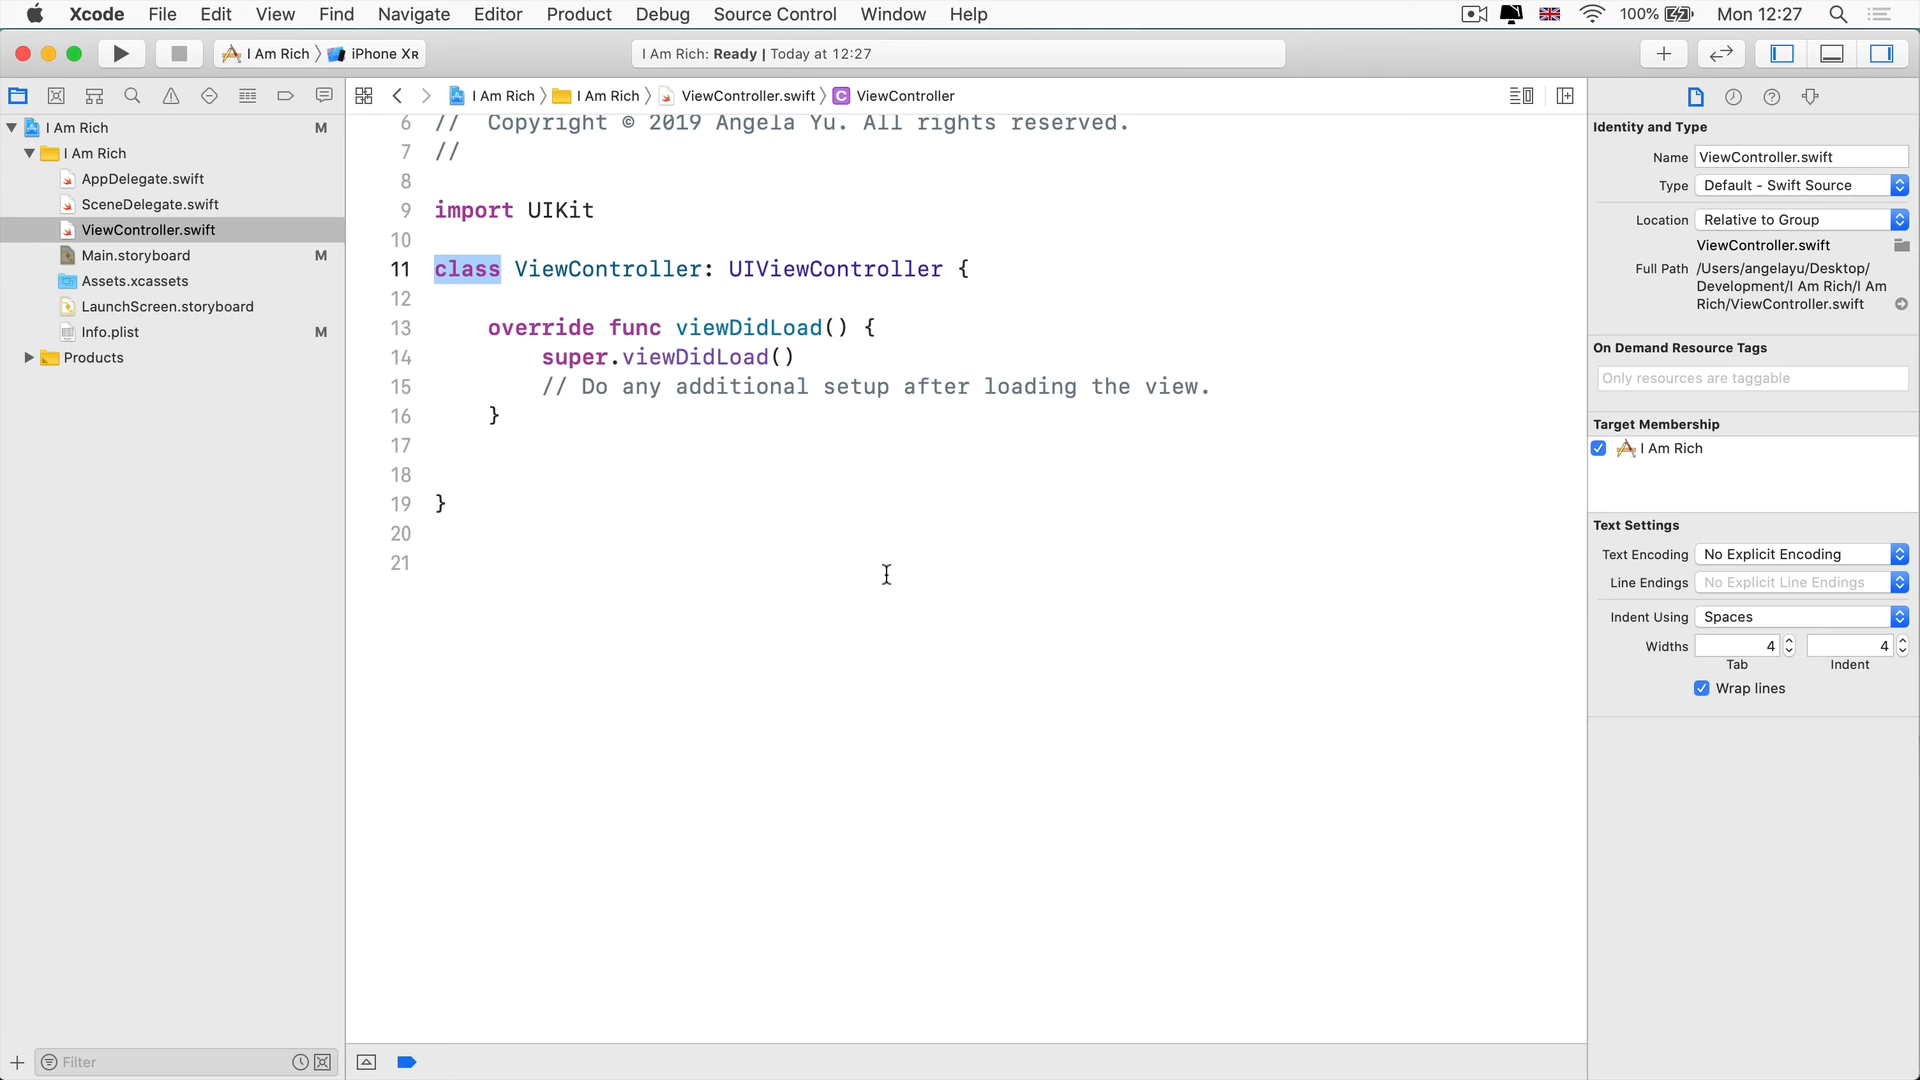 Xcode File Edit View Find Navigate Editor Product Debug Source Control Window Help 100% Mon 12:27
I Am Rich iPhone XR I Am Rich: Ready | Today at 12:27
I Am Rich I Am Rich ViewController.swift C ViewController
I Am Rich M
I Am Rich
AppDelegate.swift
SceneDelegate.swift
ViewController.swift
Main.storyboard M
Assets.xcassets
LaunchScreen.storyboard
Info.plist M
Products
Filter
6 //  Copyright © 2019 Angela Yu. All rights reserved.
7 //
8
9 import UIKit
10
11 class ViewController: UIViewController {
12
13     override func viewDidLoad() {
14         super.viewDidLoad()
15         // Do any additional setup after loading the view.
16     }
17
18
19 }
20
21
Identity and Type
Name ViewController.swift
Type Default - Swift Source
Location Relative to Group
ViewController.swift
Full Path /Users/angelayu/Desktop/
Development/I Am Rich/I Am
Rich/ViewController.swift
On Demand Resource Tags
Only resources are taggable
Target Membership
I Am Rich
Text Settings
Text Encoding No Explicit Encoding
Line Endings No Explicit Line Endings
Indent Using Spaces
Widths 4 4
Tab Indent
Wrap lines